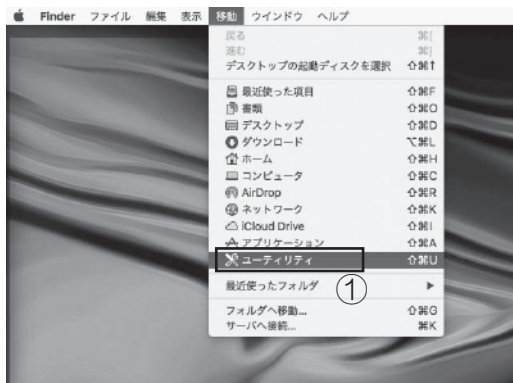 Finder ファイル 編集 表示 移動 ウインドウ ヘルプ
戻る ⌘[
進む ⌘]
デスクトップの起動ディスクを選択 ⇧⌘↑
最近使った項目 ⇧⌘F
書類 ⇧⌘O
デスクトップ ⇧⌘D
ダウンロード ⌥⌘L
ホーム ⇧⌘H
コンピュータ ⇧⌘C
AirDrop ⇧⌘R
ネットワーク ⇧⌘K
iCloud Drive ⇧⌘I
アプリケーション ⇧⌘A
ユーティリティ ⇧⌘U
最近使ったフォルダ ▶
①
フォルダへ移動... ⇧⌘G
サーバへ接続... ⌘K